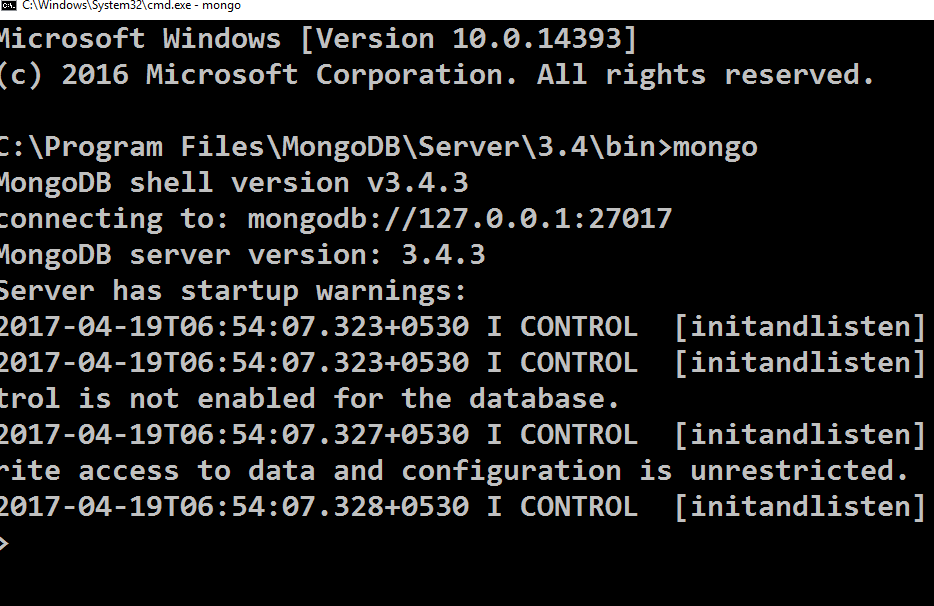 C:\Windows\System32\cmd.exe - mongo
Microsoft Windows [Version 10.0.14393]
(c) 2016 Microsoft Corporation. All rights reserved.
C:\Program Files\MongoDB\Server\3.4\bin>mongo
MongoDB shell version v3.4.3
connecting to: mongodb://127.0.0.1:27017
MongoDB server version: 3.4.3
Server has startup warnings:
2017-04-19T06:54:07.323+0530 I CONTROL  [initandlisten]
2017-04-19T06:54:07.323+0530 I CONTROL  [initandlisten]
trol is not enabled for the database.
2017-04-19T06:54:07.327+0530 I CONTROL  [initandlisten]
rite access to data and configuration is unrestricted.
2017-04-19T06:54:07.328+0530 I CONTROL  [initandlisten]
>